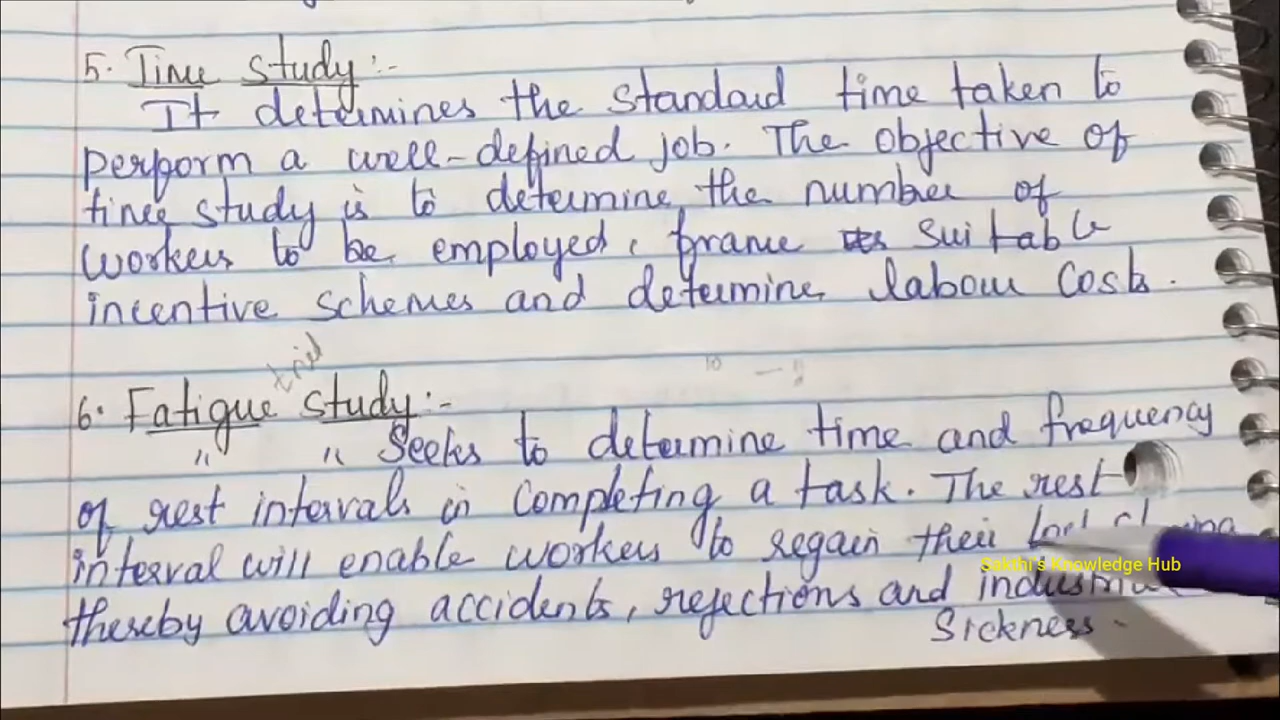 5. Time Study :-
It determines the standard time taken to
perform a well-defined job. The objective of
time study is to determine the number of
workers to be employed, frame suitable
incentive schemes and determine labour costs.
tried
6. Fatigue Study :-
" " Seeks to determine time and frequency
of rest intervals in completing a task. The rest
interval will enable workers to regain their
Sakthi's Knowledge Hub
thereby avoiding accidents, rejections and
Sickness.